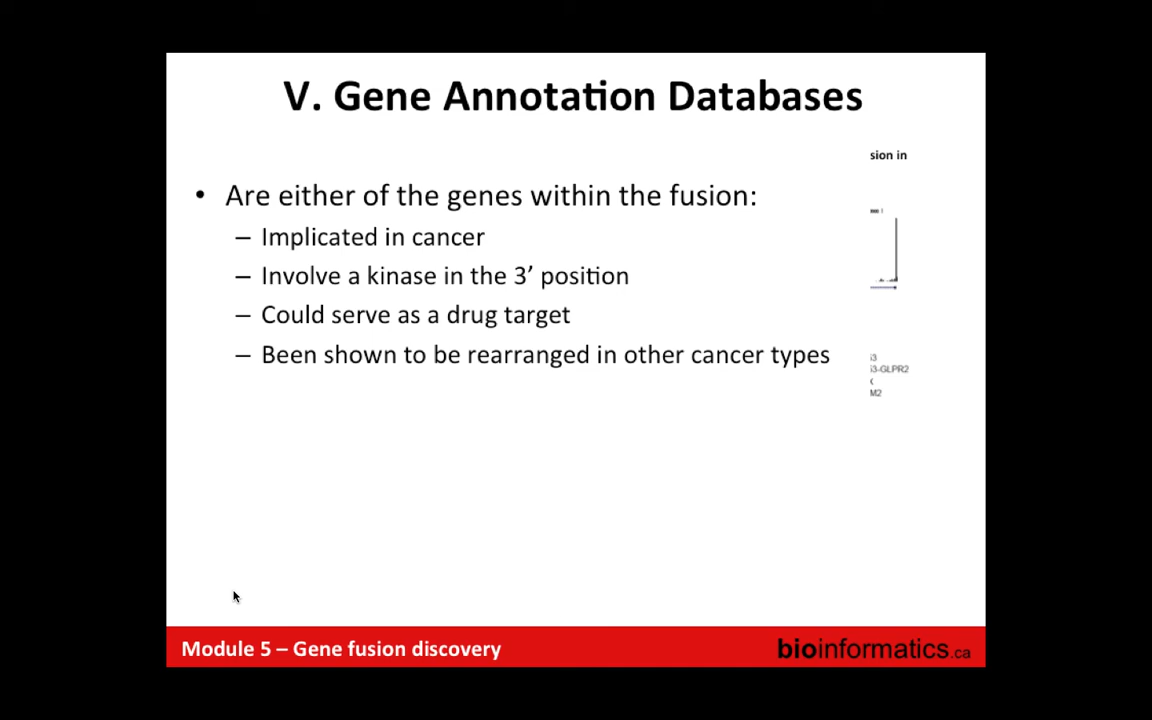 V. Gene Annotation Databases
sion in
• Are either of the genes within the fusion:
– Implicated in cancer
– Involve a kinase in the 3’ position
– Could serve as a drug target
– Been shown to be rearranged in other cancer types
i3-GLPR2
M2
Module 5 – Gene fusion discovery
bioinformatics.ca